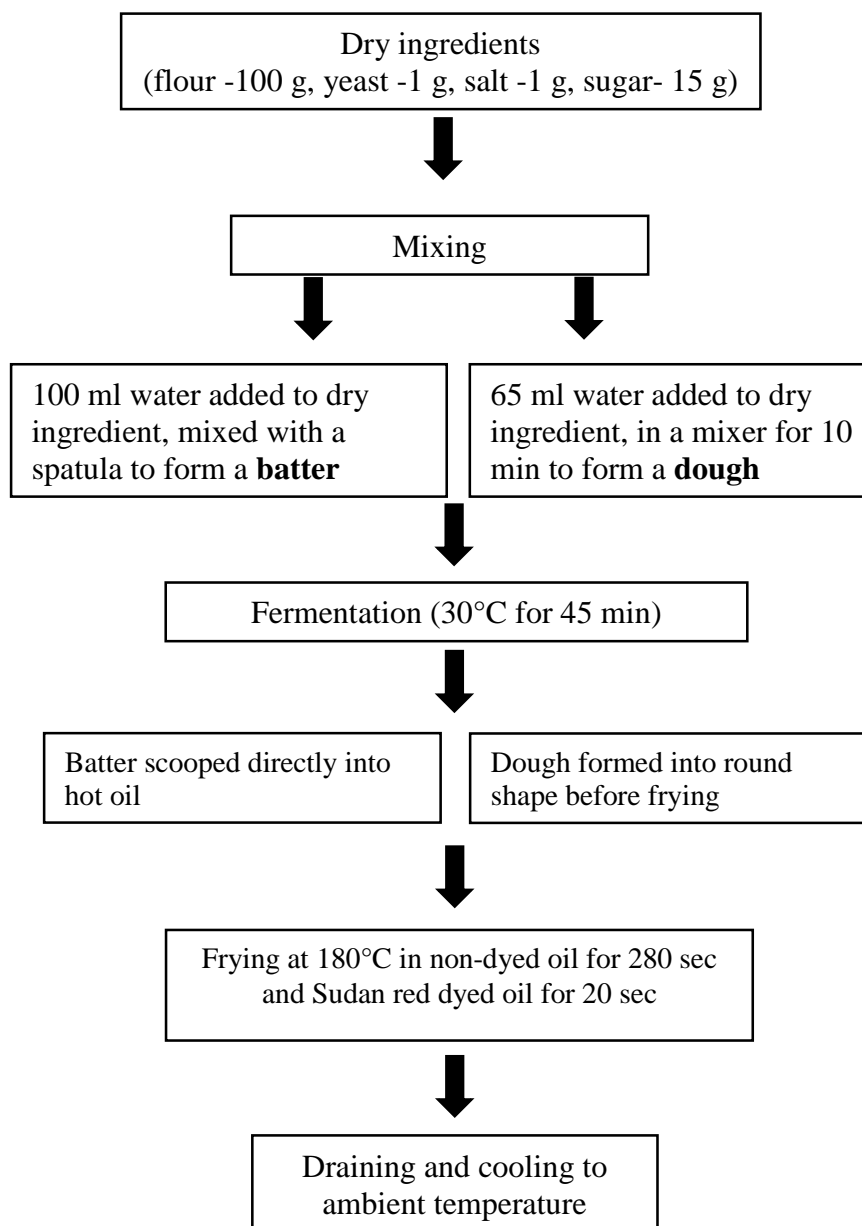 Dry ingredients
(flour -100 g, yeast -1 g, salt -1 g, sugar- 15 g)
Mixing
100 ml water added to dry
ingredient, mixed with a
spatula to form a batter
65 ml water added to dry
ingredient, in a mixer for 10
min to form a dough
Fermentation (30°C for 45 min)
Batter scooped directly into
hot oil
Dough formed into round
shape before frying
Frying at 180°C in non-dyed oil for 280 sec
and Sudan red dyed oil for 20 sec
Draining and cooling to
ambient temperature